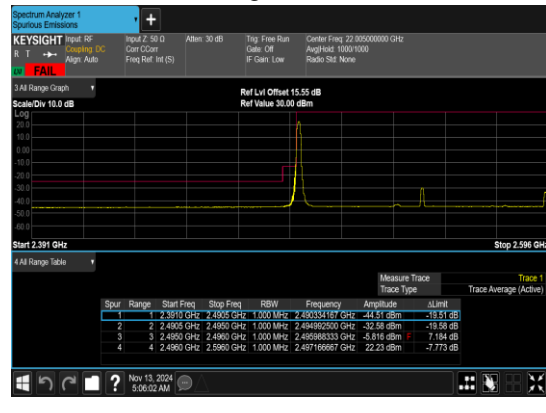 Spectrum Analyzer 1
Spurious Emissions
+
KEYSIGHT Input: RF Input Z: 50 Ω Atten: 30 dB Trig: Free Run Center Freq: 22.005000000 GHz
R T Coupling: DC Corr CCorr Gate: Off Avg|Hold: 1000/1000
Align: Auto Freq Ref: Int (S) IF Gain: Low Radio Std: None
FAIL
3 All Range Graph
Scale/Div 10.0 dB Ref Lvl Offset 15.55 dB
Ref Value 30.00 dBm
Log
20.0
10.0
0.00
-10.0
-20.0
-30.0
-40.0
-50.0
-60.0
Start 2.391 GHz Stop 2.596 GHz
4 All Range Table
Measure Trace Trace 1
Trace Type Trace Average (Active)
Spur Range Start Freq Stop Freq RBW Frequency Amplitude ΔLimit
1 1 2.3910 GHz 2.4905 GHz 1.000 MHz 2.490334167 GHz -44.51 dBm -19.51 dB
2 2 2.4905 GHz 2.4950 GHz 1.000 MHz 2.494992500 GHz -32.58 dBm -19.58 dB
3 3 2.4950 GHz 2.4960 GHz 1.000 MHz 2.495988333 GHz -5.816 dBm F 7.184 dB
4 4 2.4960 GHz 2.5960 GHz 1.000 MHz 2.497166667 GHz 22.23 dBm -7.773 dB
? Nov 13, 2024
5:06:02 AM